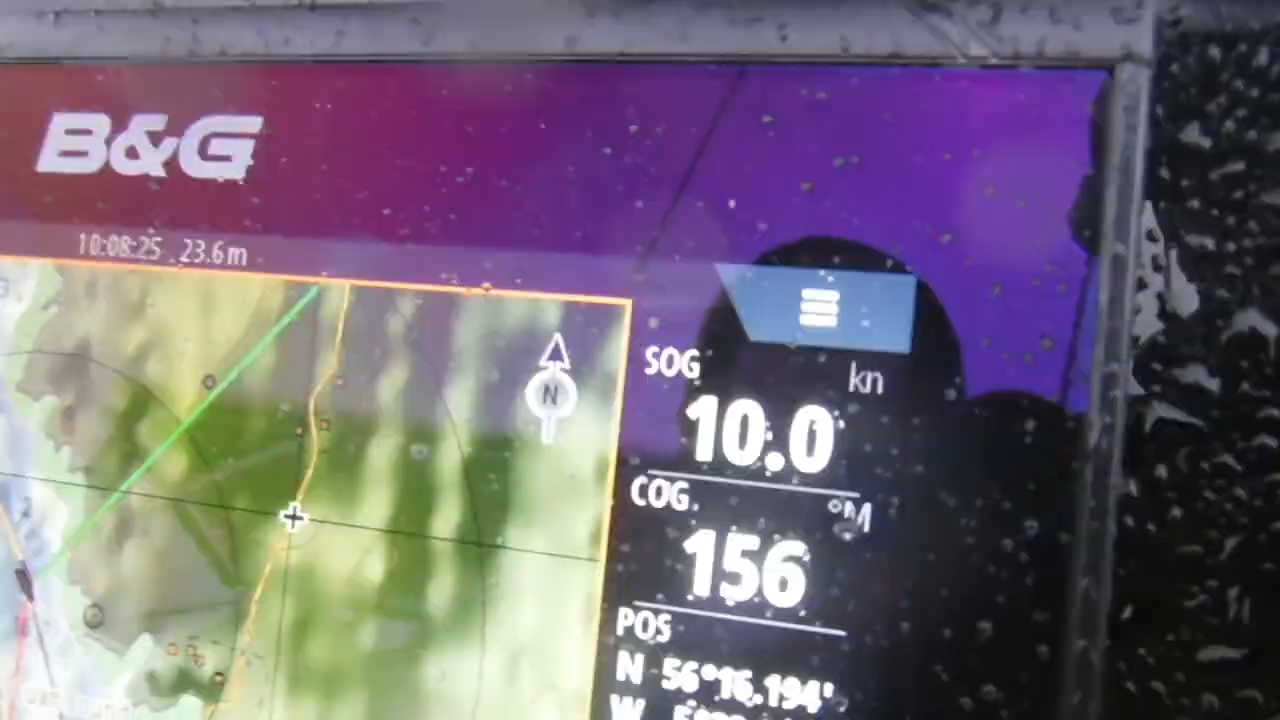 B&G
10:08:25 23.6m
N
SOG kn
10.0
COG °M
156
POS
N 56°16.194'
W